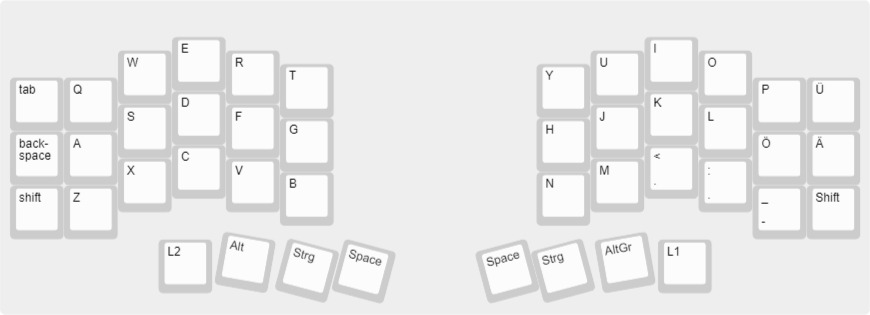 tab Q W E R T Y U I O P Ü
back-
space A S D F G H J K L Ö Ä
shift Z X C V B N M < : _ Shift
. . -
L2 Alt Strg Space Space Strg AltGr L1